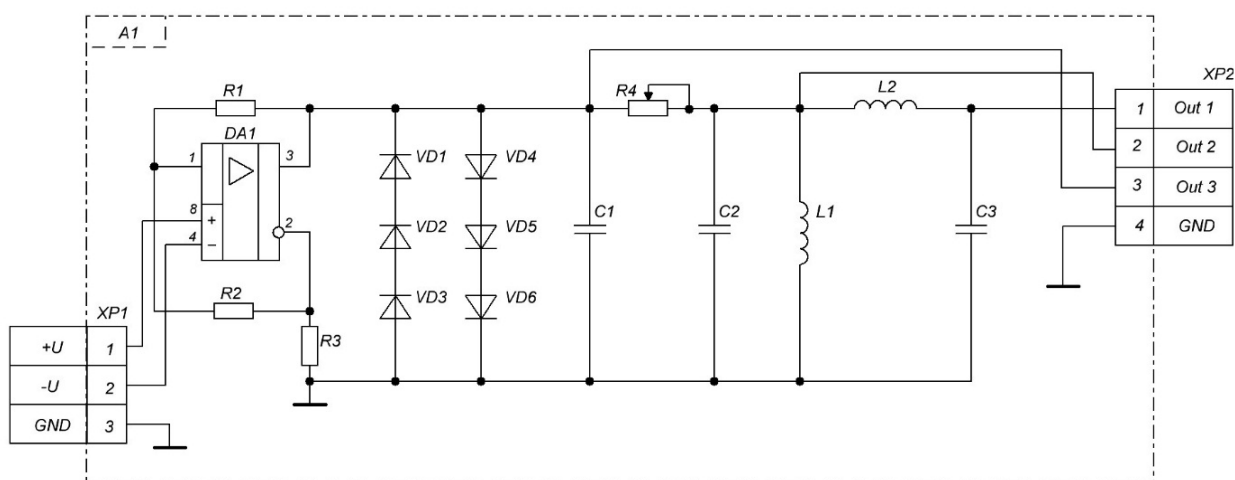 A1
XP2
R1
R4
L2
1 Out 1
DA1
1
3
VD1
VD4
2 Out 2
3 Out 3
8
+
2
C1
C2
L1
C3
4 GND
4
−
VD2
VD5
R2
VD3
VD6
XP1
R3
+U 1
-U 2
GND 3